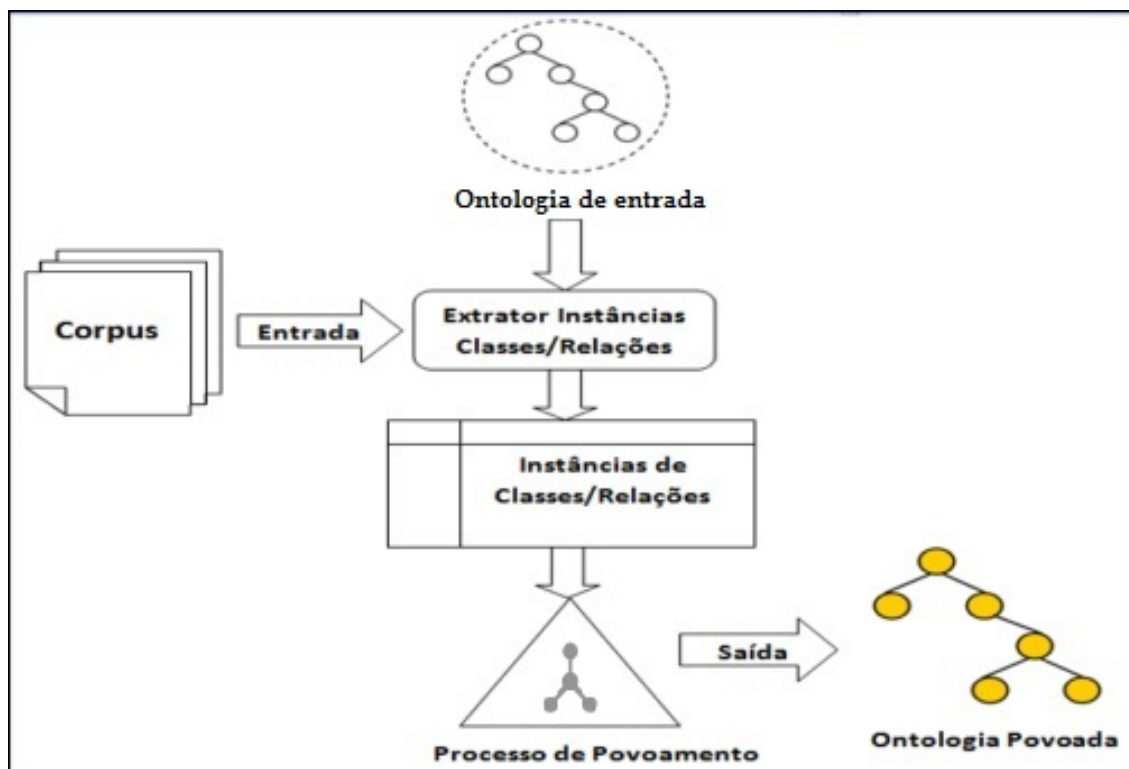 Ontologia de entrada
Corpus
Entrada
Extrator Instâncias
Classes/Relações
Instâncias de
Classes/Relações
Saída
Processo de Povoamento
Ontologia Povoada